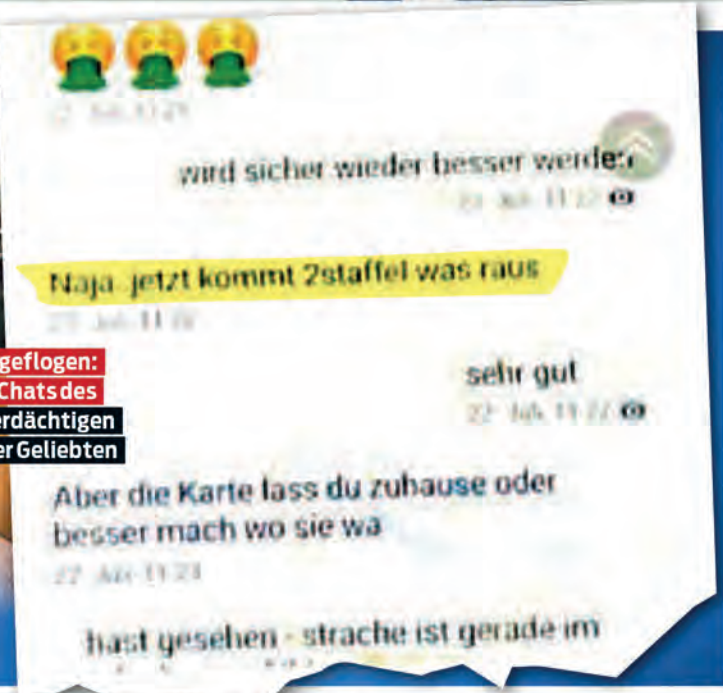 wird sicher wieder besser werden
Naja jetzt kommt 2staffel was raus
geflogen:
Chats des
rdächtigen
er Geliebten
sehr gut
Aber die Karte lass du zuhause oder
besser mach wo sie wa
hast gesehen - strache ist gerade im